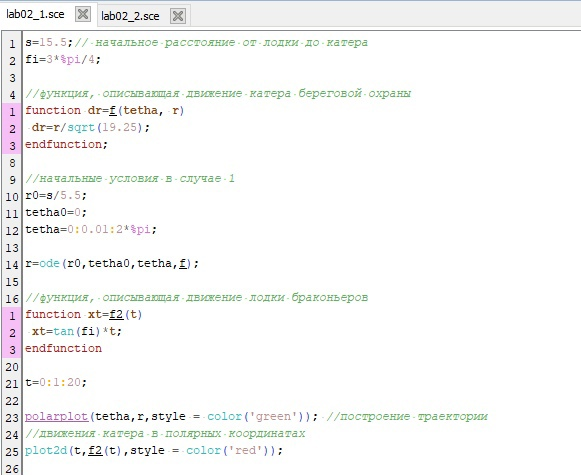 lab02_1.sce lab02_2.sce
1 s=15.5;// начальное расстояние от лодки до катера
2 fi=3*%pi/4;
3
4 //функция, описывающая движение катера береговой охраны
1 function dr=f(tetha, r)
2 dr=r/sqrt(19.25);
3 endfunction;
8
9 //начальные условия в случае 1
10 r0=s/5.5;
11 tetha0=0;
12 tetha=0:0.01:2*%pi;
13
14 r=ode(r0,tetha0,tetha,f);
15
16 //функция, описывающая движение лодки браконьеров
1 function xt=f2(t)
2 xt=tan(fi)*t;
3 endfunction
20
21 t=0:1:20;
22
23 polarplot(tetha,r,style = color('green')); //построение траектории
24 //движения катера в полярных координатах
25 plot2d(t,f2(t),style = color('red'));
26